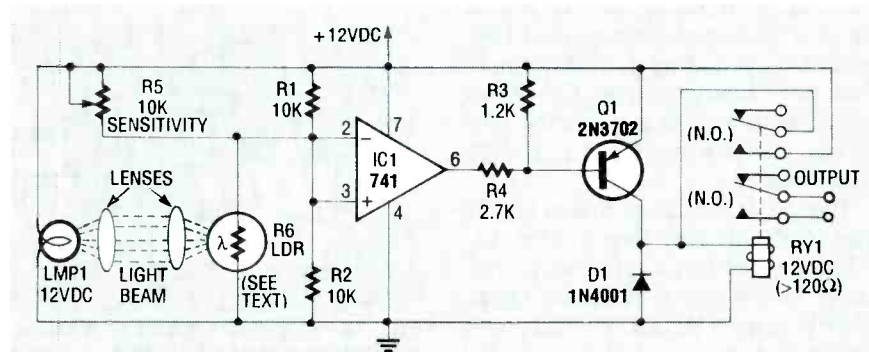 +12VDC
R5
10K
SENSITIVITY
R1
10K
R3
1.2K
Q1
2N3702
2
7
−
IC1
741
6
3
+
4
R4
2.7K
(N.O.)
OUTPUT
(N.O.)
LENSES
λ
R6
LDR
(SEE
TEXT)
LMP1
12VDC
LIGHT
BEAM
R2
10K
D1
1N4001
RY1
12VDC
(>120Ω)